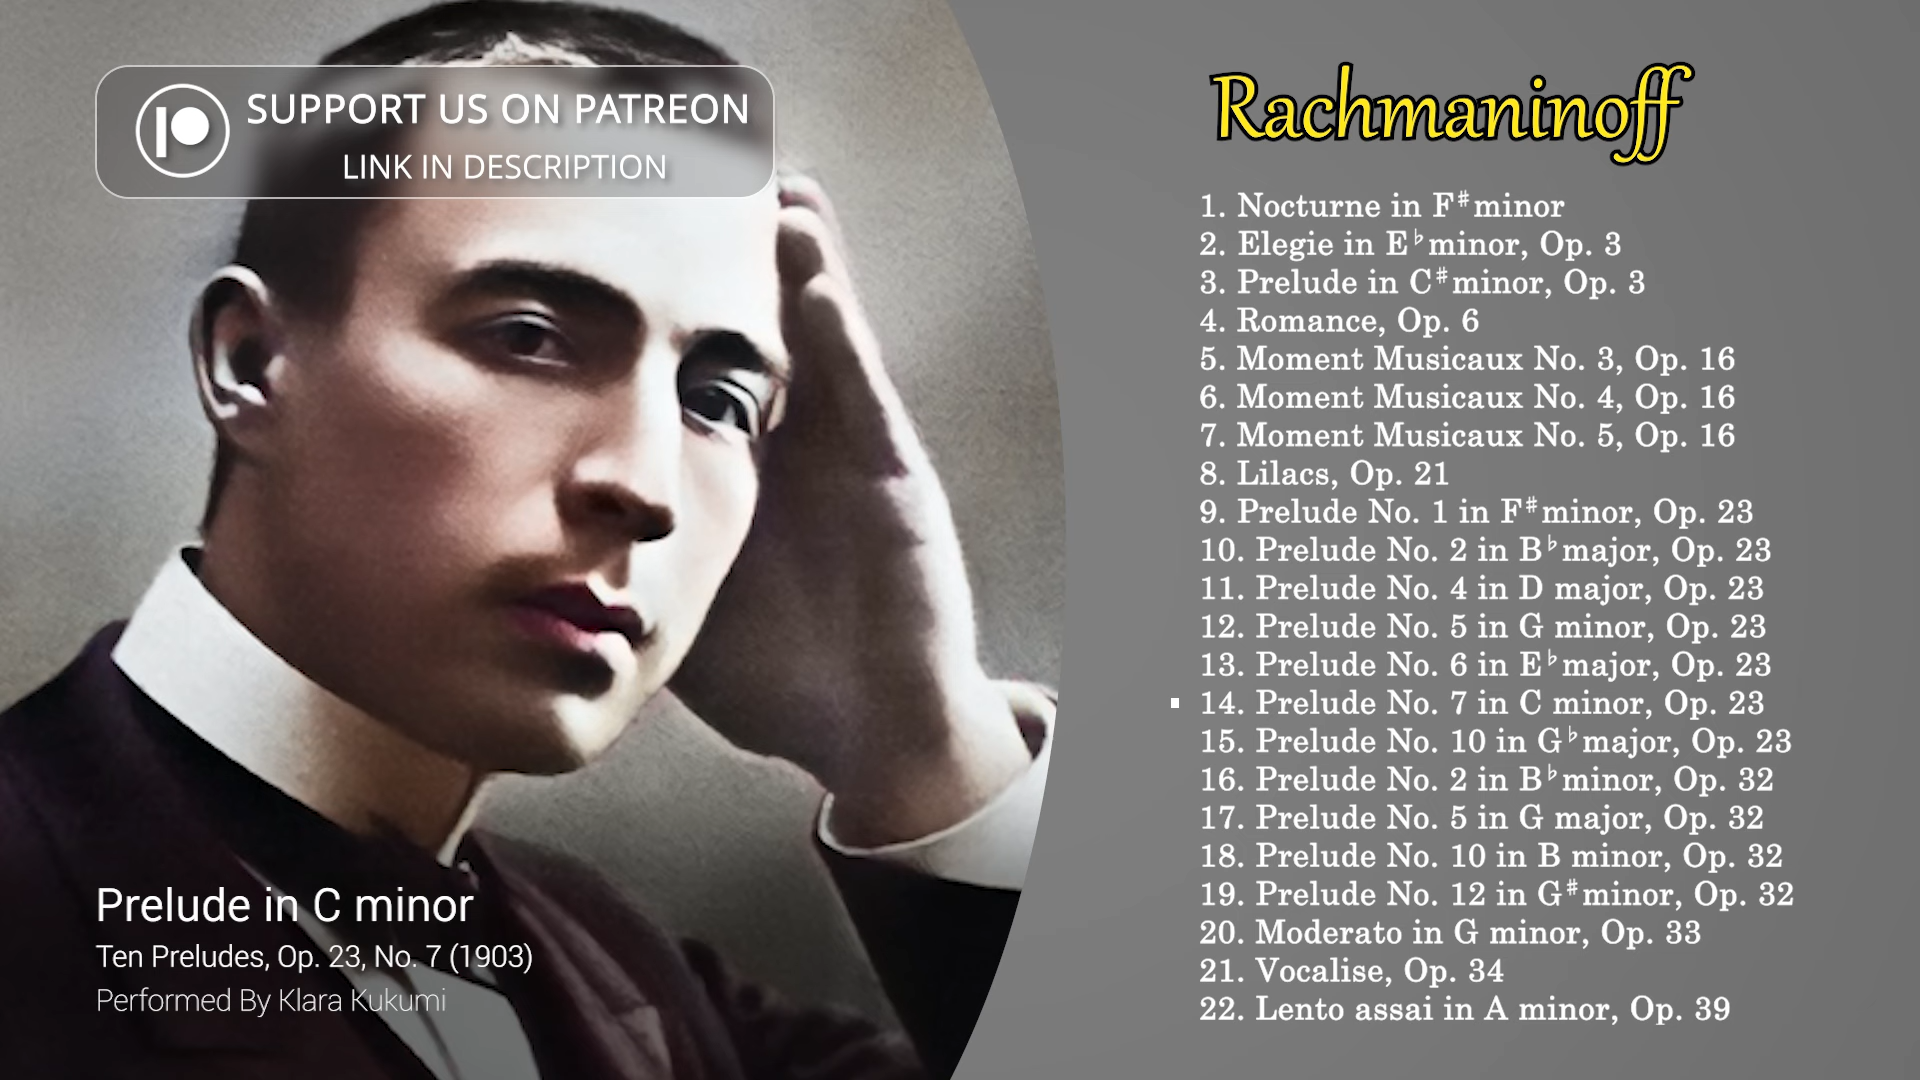 SUPPORT US ON PATREON
LINK IN DESCRIPTION
Prelude in C minor
Ten Preludes, Op. 23, No. 7 (1903)
Performed By Klara Kukumi
Rachmaninoff
1. Nocturne in F♯minor
2. Elegie in E♭minor, Op. 3
3. Prelude in C♯minor, Op. 3
4. Romance, Op. 6
5. Moment Musicaux No. 3, Op. 16
6. Moment Musicaux No. 4, Op. 16
7. Moment Musicaux No. 5, Op. 16
8. Lilacs, Op. 21
9. Prelude No. 1 in F♯minor, Op. 23
10. Prelude No. 2 in B♭major, Op. 23
11. Prelude No. 4 in D major, Op. 23
12. Prelude No. 5 in G minor, Op. 23
13. Prelude No. 6 in E♭major, Op. 23
14. Prelude No. 7 in C minor, Op. 23
15. Prelude No. 10 in G♭major, Op. 23
16. Prelude No. 2 in B♭minor, Op. 32
17. Prelude No. 5 in G major, Op. 32
18. Prelude No. 10 in B minor, Op. 32
19. Prelude No. 12 in G♯minor, Op. 32
20. Moderato in G minor, Op. 33
21. Vocalise, Op. 34
22. Lento assai in A minor, Op. 39